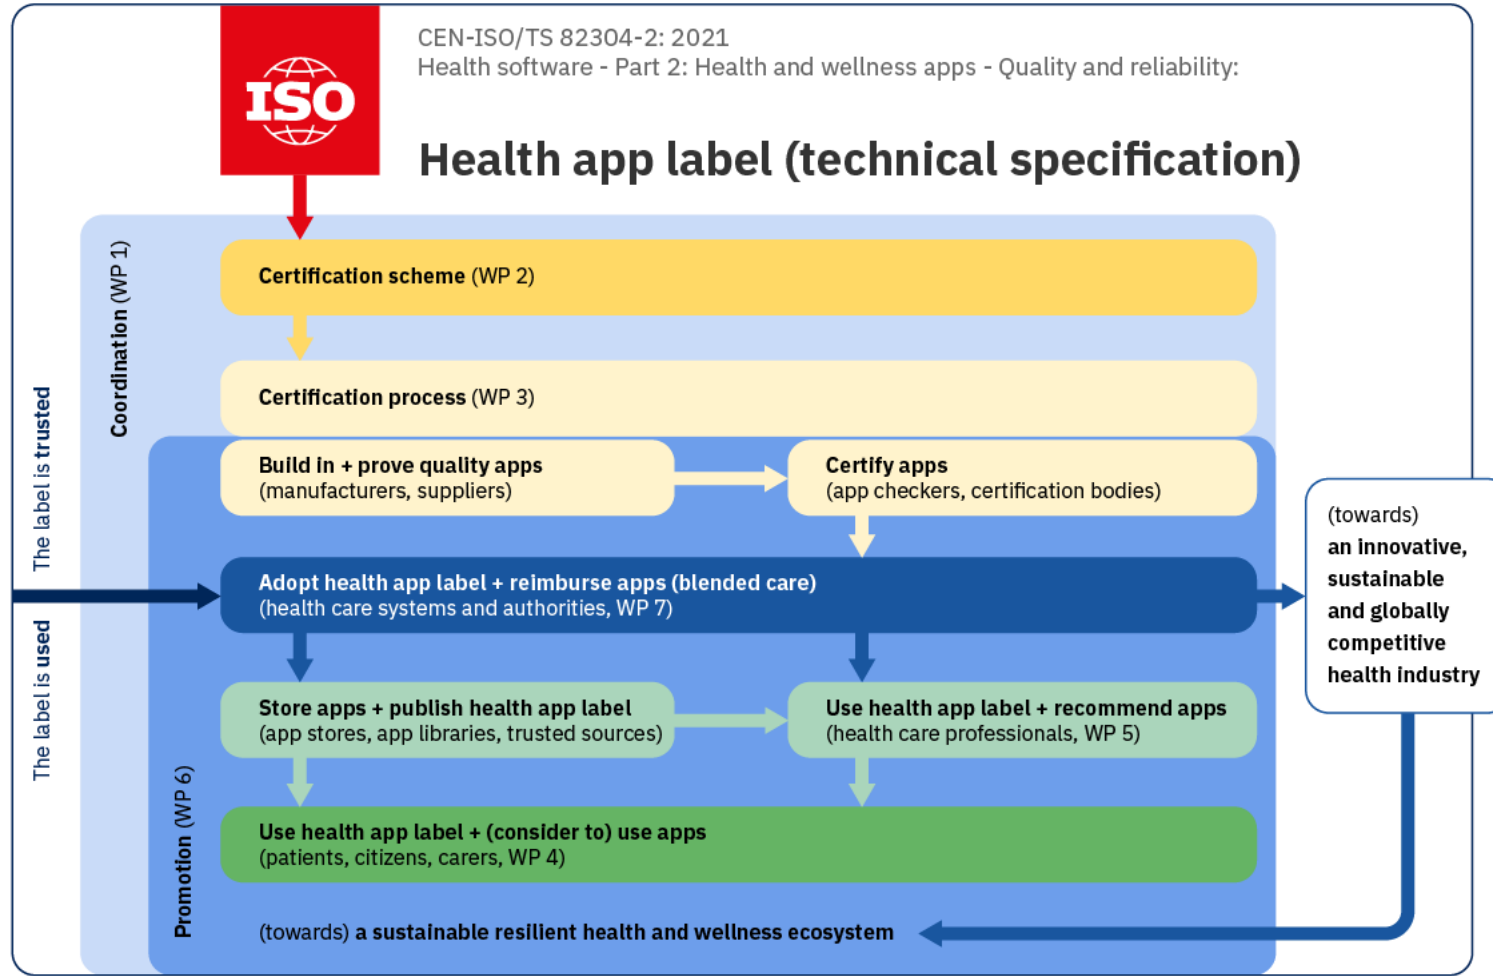 ISO
CEN-ISO/TS 82304-2: 2021
Health software - Part 2: Health and wellness apps - Quality and reliability:
Health app label (technical specification)
Coordination (WP 1)
Certification scheme (WP 2)
Certification process (WP 3)
The label is trusted
The label is used
Build in + prove quality apps
(manufacturers, suppliers)
Certify apps
(app checkers, certification bodies)
Adopt health app label + reimburse apps (blended care)
(health care systems and authorities, WP 7)
(towards)
an innovative,
sustainable
and globally
competitive
health industry
Store apps + publish health app label
(app stores, app libraries, trusted sources)
Use health app label + recommend apps
(health care professionals, WP 5)
Promotion (WP 6)
Use health app label + (consider to) use apps
(patients, citizens, carers, WP 4)
(towards) a sustainable resilient health and wellness ecosystem